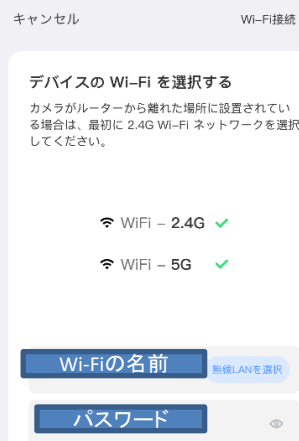 キャンセル Wi-Fi接続
デバイスの Wi-Fi を選択する
カメラがルーターから離れた場所に設置されてい
る場合は、最初に 2.4G Wi-Fi ネットワークを選択
してください。
WiFi - 2.4G
WiFi - 5G
Wi-Fiの名前 無線LANを選択
パスワード